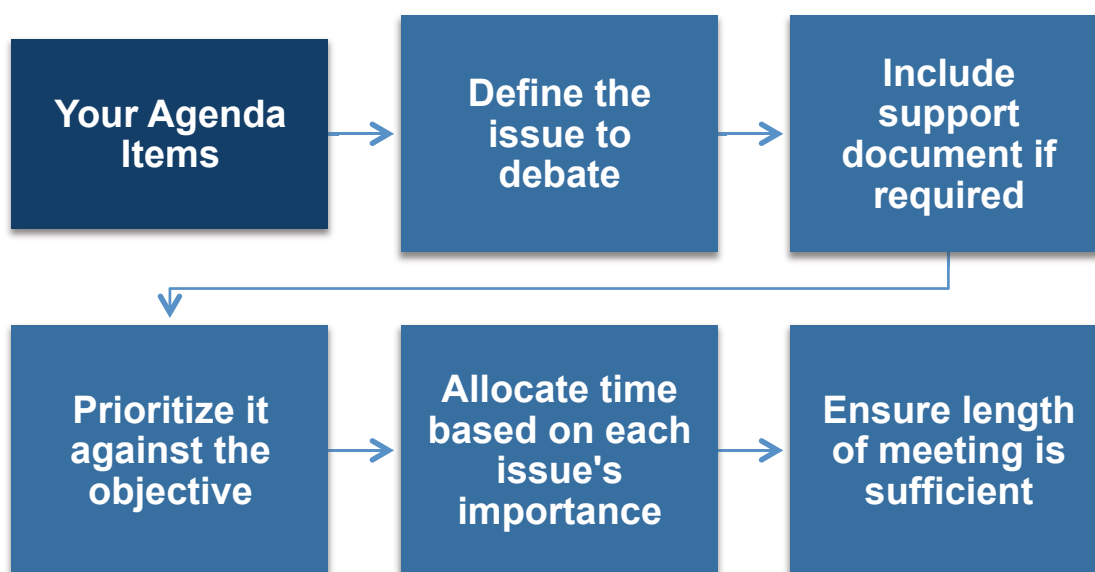 Your Agenda
Items
Define the
issue to
debate
Include
support
document if
required
Prioritize it
against the
objective
Allocate time
based on each
issue's
importance
Ensure length
of meeting is
sufficient